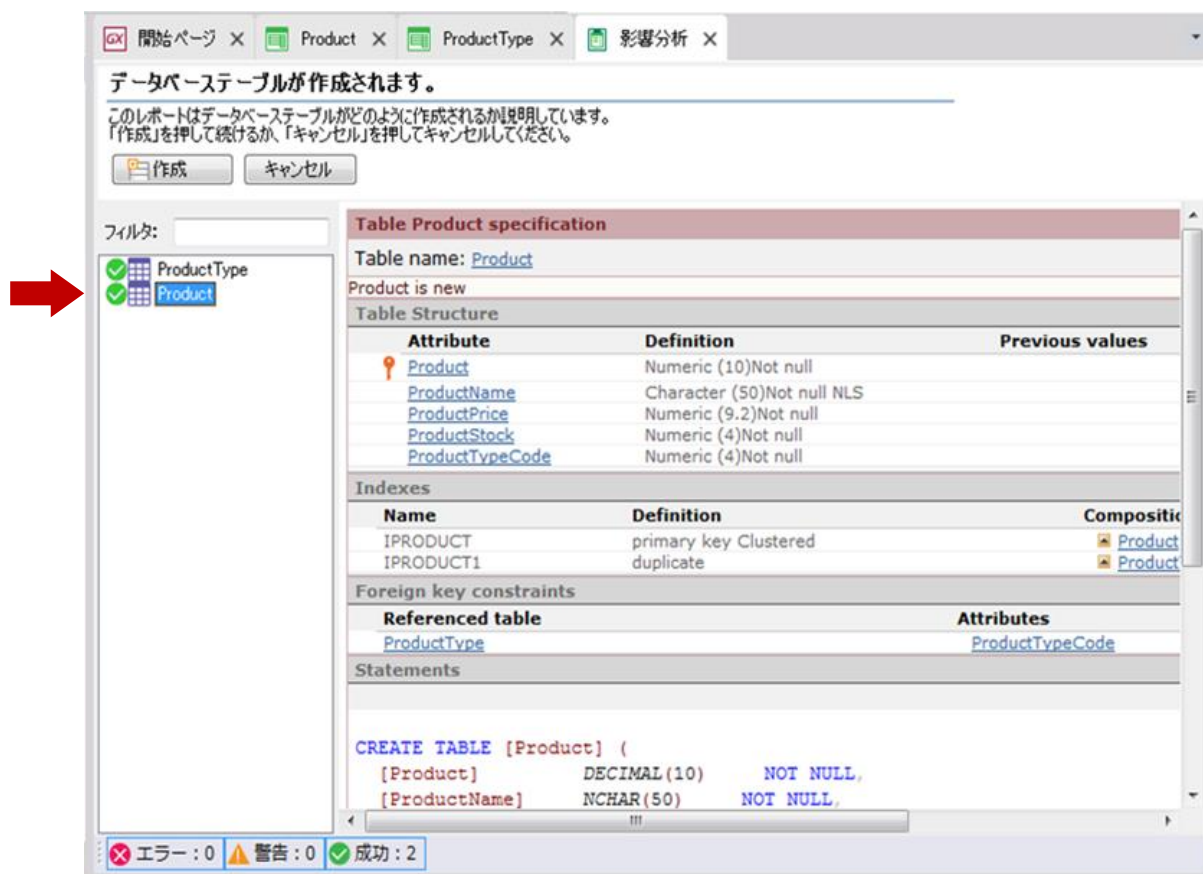 GX 開始ページ Product ProductType 影響分析
データベーステーブルが作成されます。
このレポートはデータベーステーブルがどのように作成されるか説明しています。
「作成」を押して続けるか、「キャンセル」を押してキャンセルしてください。
作成 キャンセル
フィルタ:
ProductType
Product
Table Product specification
Table name: Product
Product is new
Table Structure
Attribute Definition Previous values
Product Numeric (10)Not null
ProductName Character (50)Not null NLS
ProductPrice Numeric (9.2)Not null
ProductStock Numeric (4)Not null
ProductTypeCode Numeric (4)Not null
Indexes
Name Definition Compositic
IPRODUCT primary key Clustered Product
IPRODUCT1 duplicate Product
Foreign key constraints
Referenced table Attributes
ProductType ProductTypeCode
Statements
CREATE TABLE [Product] (
[Product] DECIMAL(10) NOT NULL,
[ProductName] NCHAR(50) NOT NULL,
エラー:0 警告:0 成功:2